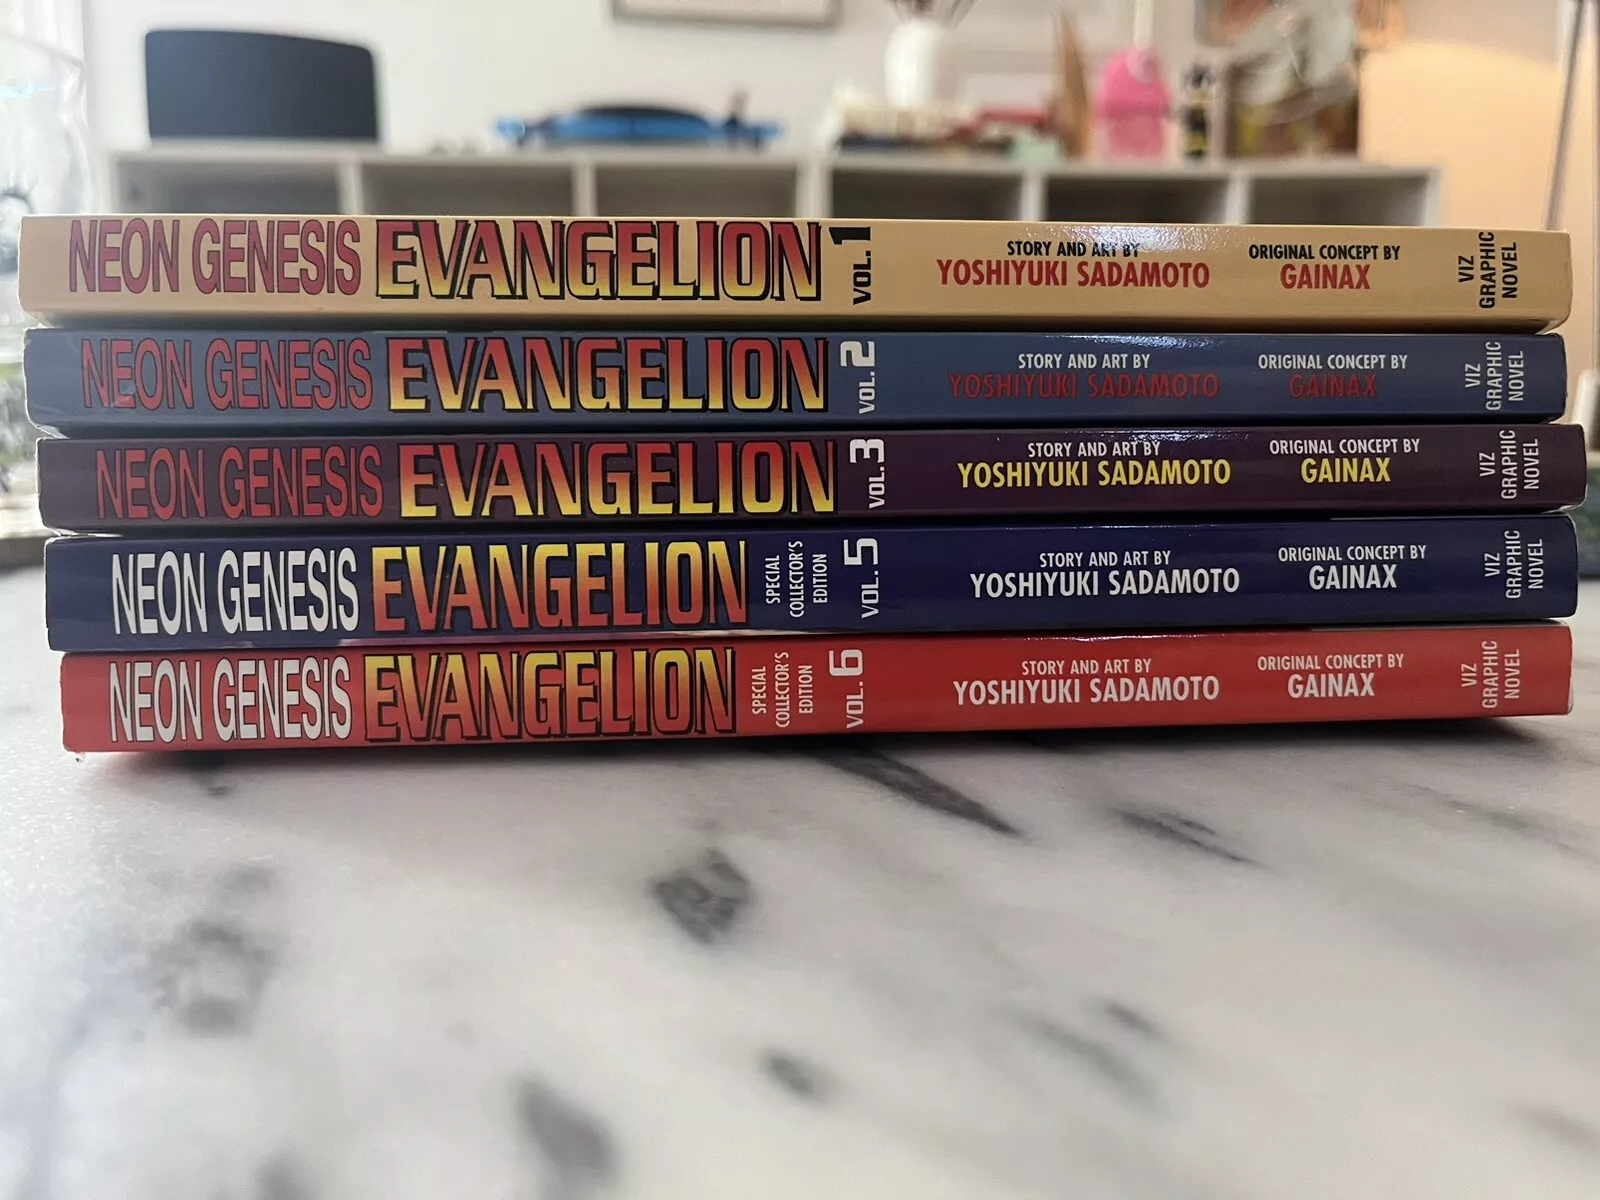 NEON GENESIS EVANGELION VOL. 1
STORY AND ART BY
YOSHIYUKI SADAMOTO
ORIGINAL CONCEPT BY
GAINAX
VIZ
GRAPHIC
NOVEL
NEON GENESIS EVANGELION VOL. 2
STORY AND ART BY
YOSHIYUKI SADAMOTO
ORIGINAL CONCEPT BY
GAINAX
VIZ
GRAPHIC
NOVEL
NEON GENESIS EVANGELION VOL. 3
STORY AND ART BY
YOSHIYUKI SADAMOTO
ORIGINAL CONCEPT BY
GAINAX
VIZ
GRAPHIC
NOVEL
NEON GENESIS EVANGELION
SPECIAL
COLLECTOR'S
EDITION
VOL. 5
STORY AND ART BY
YOSHIYUKI SADAMOTO
ORIGINAL CONCEPT BY
GAINAX
VIZ
GRAPHIC
NOVEL
NEON GENESIS EVANGELION
SPECIAL
COLLECTOR'S
EDITION
VOL. 6
STORY AND ART BY
YOSHIYUKI SADAMOTO
ORIGINAL CONCEPT BY
GAINAX
VIZ
GRAPHIC
NOVEL